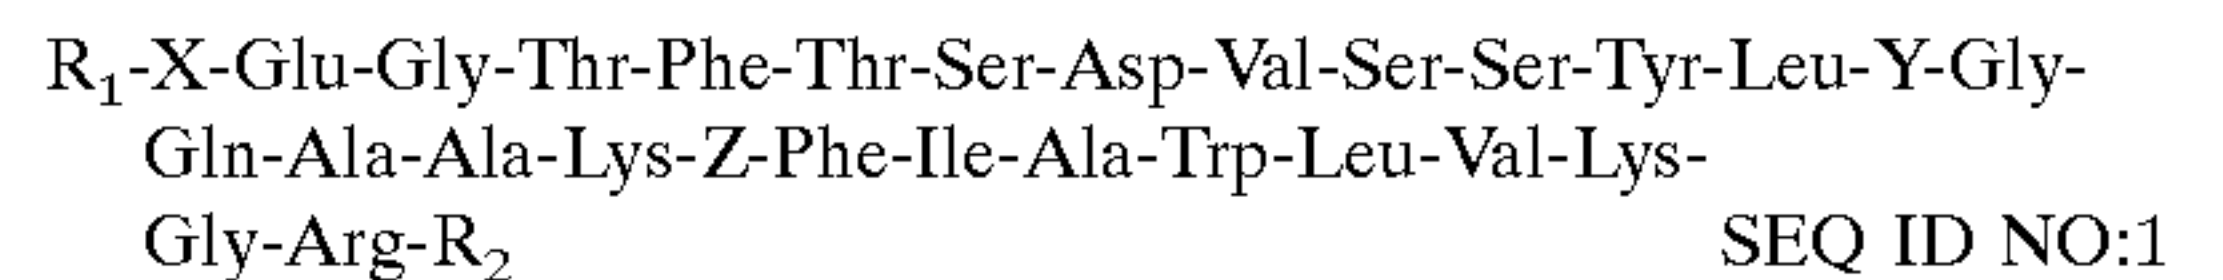 R₁-X-Glu-Gly-Thr-Phe-Thr-Ser-Asp-Val-Ser-Ser-Tyr-Leu-Y-Gly-
Gln-Ala-Ala-Lys-Z-Phe-Ile-Ala-Trp-Leu-Val-Lys-
Gly-Arg-R₂ SEQ ID NO:1